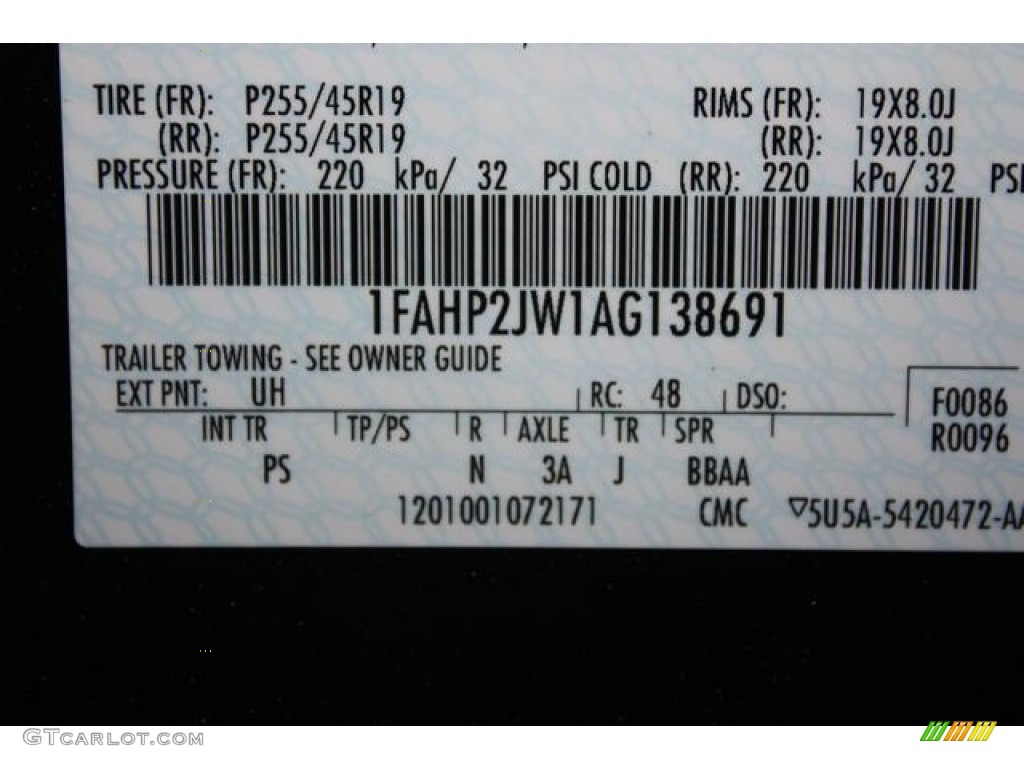 TIRE (FR): P255/45R19 RIMS (FR): 19X8.0J
(RR): P255/45R19 (RR): 19X8.0J
PRESSURE (FR): 220 kPa/ 32 PSI COLD (RR): 220 kPa/ 32 PSI
1FAHP2JW1AG138691
TRAILER TOWING - SEE OWNER GUIDE
EXT PNT: UH RC: 48 DSO: F0086
INT TR TP/PS R AXLE TR SPR R0096
PS N 3A J BBAA
1201001072171 CMC ▽5U5A-5420472-AA
GTCARLOT.COM